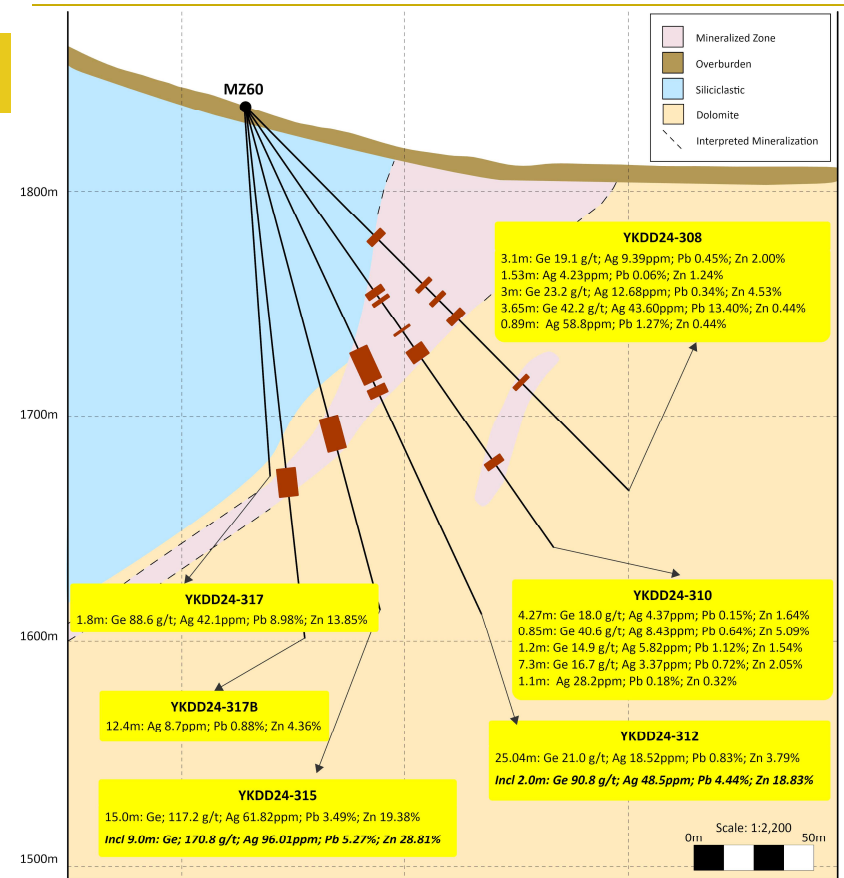 MZ60
Mineralized Zone
Overburden
Siliciclastic
Dolomite
Interpreted Mineralization
1800m
1700m
1600m
1500m
YKDD24-308
3.1m: Ge 19.1 g/t; Ag 9.39ppm; Pb 0.45%; Zn 2.00%
1.53m: Ag 4.23ppm; Pb 0.06%; Zn 1.24%
3m: Ge 23.2 g/t; Ag 12.68ppm; Pb 0.34%; Zn 4.53%
3.65m: Ge 42.2 g/t; Ag 43.60ppm; Pb 13.40%; Zn 0.44%
0.89m: Ag 58.8ppm; Pb 1.27%; Zn 0.44%
YKDD24-317
1.8m: Ge 88.6 g/t; Ag 42.1ppm; Pb 8.98%; Zn 13.85%
YKDD24-310
4.27m: Ge 18.0 g/t; Ag 4.37ppm; Pb 0.15%; Zn 1.64%
0.85m: Ge 40.6 g/t; Ag 8.43ppm; Pb 0.64%; Zn 5.09%
1.2m: Ge 14.9 g/t; Ag 5.82ppm; Pb 1.12%; Zn 1.54%
7.3m: Ge 16.7 g/t; Ag 3.37ppm; Pb 0.72%; Zn 2.05%
1.1m: Ag 28.2ppm; Pb 0.18%; Zn 0.32%
YKDD24-317B
12.4m: Ag 8.7ppm; Pb 0.88%; Zn 4.36%
YKDD24-312
25.04m: Ge 21.0 g/t; Ag 18.52ppm; Pb 0.83%; Zn 3.79%
Incl 2.0m: Ge 90.8 g/t; Ag 48.5ppm; Pb 4.44%; Zn 18.83%
YKDD24-315
15.0m: Ge; 117.2 g/t; Ag 61.82ppm; Pb 3.49%; Zn 19.38%
Incl 9.0m: Ge; 170.8 g/t; Ag 96.01ppm; Pb 5.27%; Zn 28.81%
Scale: 1:2,200
0m 50m